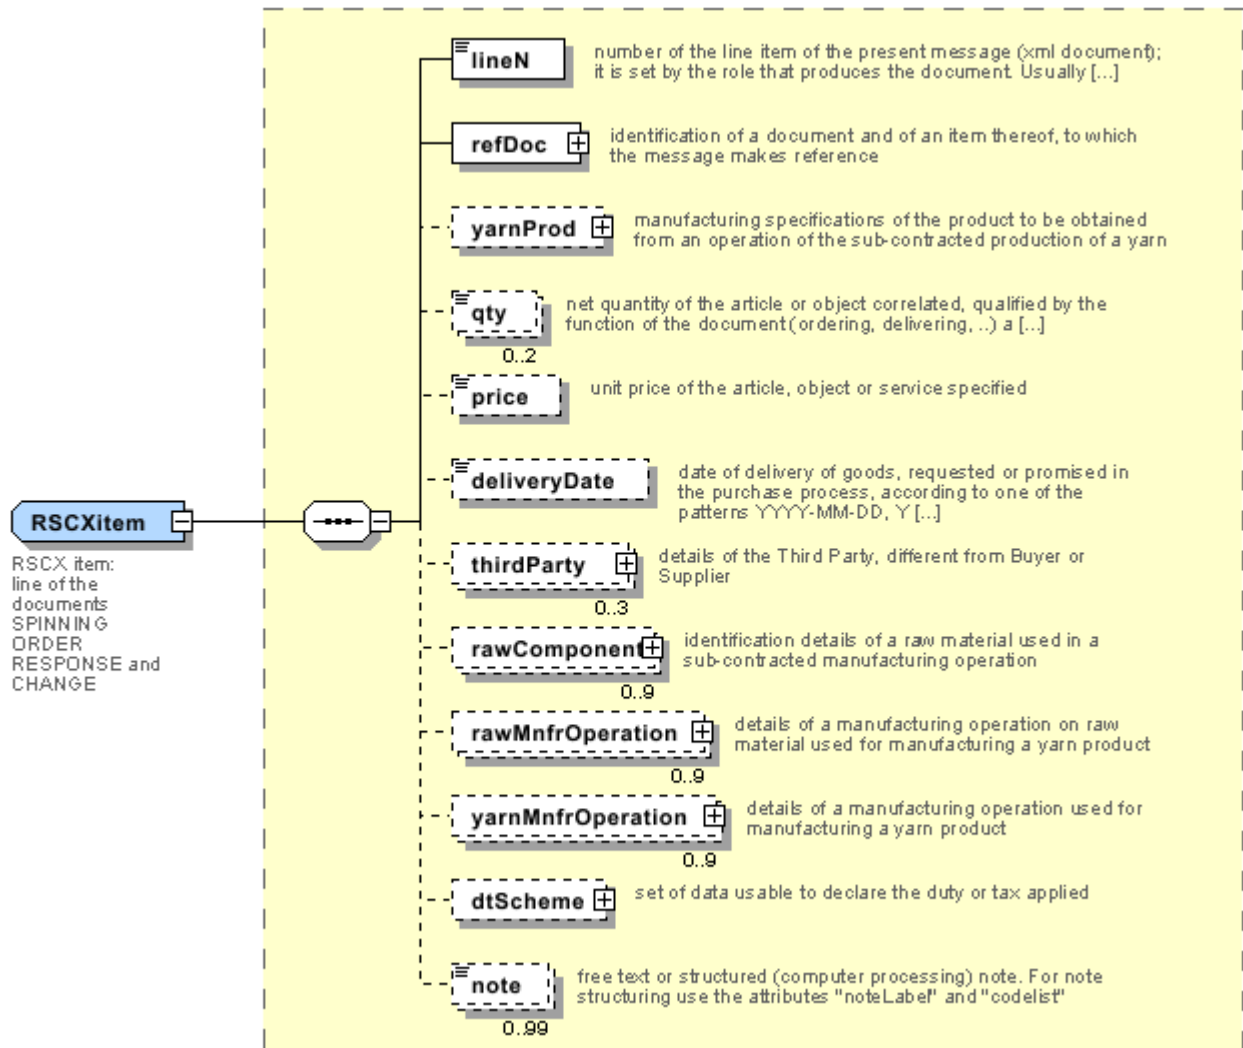 lineN
number of the line item of the present message (xml document);
it is set by the role that produces the document. Usually [...]
refDoc
identification of a document and of an item thereof, to which
the message makes reference
yarnProd
manufacturing specifications of the product to be obtained
from an operation of the sub-contracted production of a yarn
qty
net quantity of the article or object correlated, qualified by the
function of the document (ordering, delivering, ..) a [...]
0..2
price
unit price of the article, object or service specified
deliveryDate
date of delivery of goods, requested or promised in
the purchase process, according to one of the
patterns YYYY-MM-DD, Y [...]
RSCXitem
RSCX item:
line of the
documents
SPINNING
ORDER
RESPONSE and
CHANGE
thirdParty
details of the Third Party, different from Buyer or
Supplier
0..3
rawComponent
identification details of a raw material used in a
sub-contracted manufacturing operation
0..9
rawMnfrOperation
details of a manufacturing operation on raw
material used for manufacturing a yarn product
0..9
yarnMnfrOperation
details of a manufacturing operation used for
manufacturing a yarn product
0..9
dtScheme
set of data usable to declare the duty or tax applied
note
free text or structured (computer processing) note. For note
structuring use the attributes "noteLabel" and "codelist"
0..99